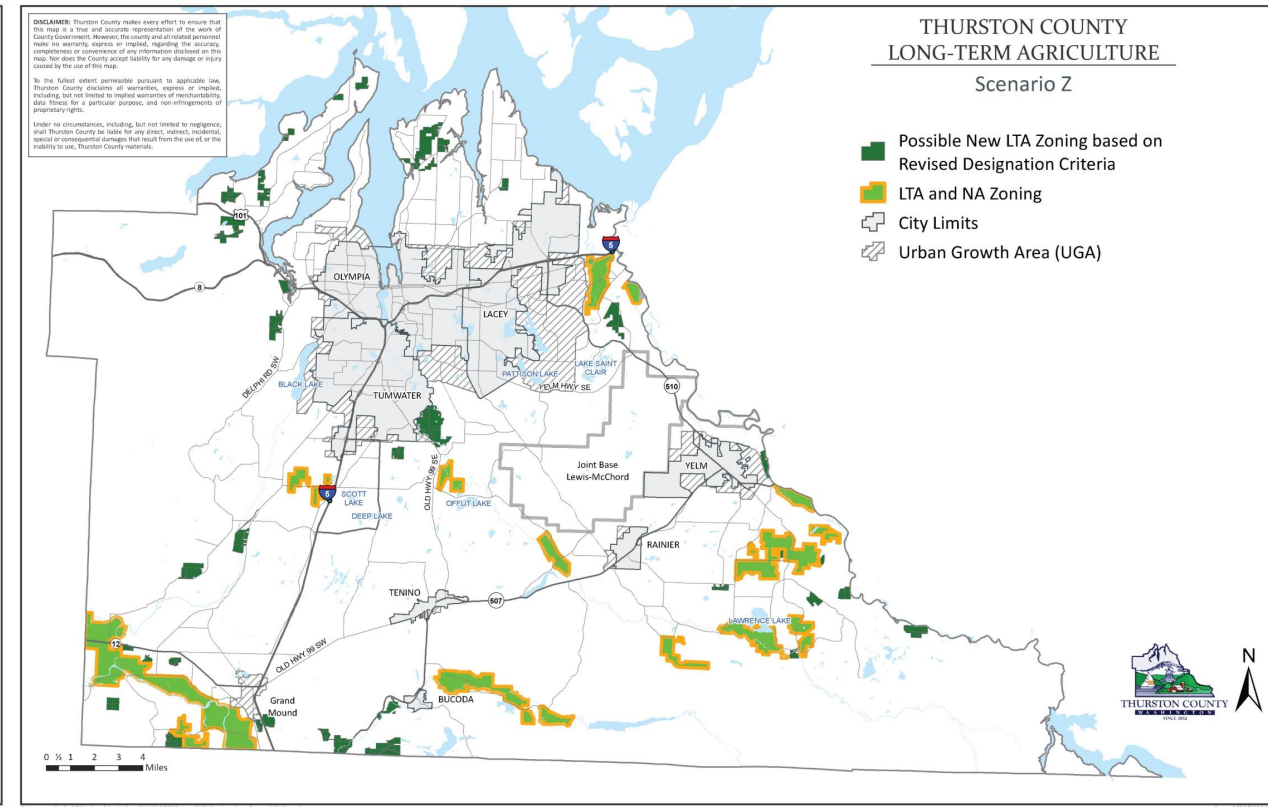 DISCLAIMER: Thurston County makes every effort to ensure that
this map is a true and accurate representation of the work of
County Government. However, the county and all related personnel
make no warranty, express or implied, regarding the accuracy,
completeness or convenience of any information disclosed on this
map. Nor does the County accept liability for any damage or injury
caused by the use of this map.
To the fullest extent permissible pursuant to applicable law,
Thurston County disclaims all warranties, express or implied,
including, but not limited to implied warranties of merchantability,
data fitness for a particular purpose, and non-infringements of
proprietary rights.
Under no circumstances, including, but not limited to negligence,
shall Thurston County be liable for any direct, indirect, incidental,
special or consequential damages that result from the use of, or the
inability to use, Thurston County materials.
THURSTON COUNTY
LONG-TERM AGRICULTURE
Scenario Z
Possible New LTA Zoning based on
Revised Designation Criteria
LTA and NA Zoning
City Limits
Urban Growth Area (UGA)
101
5
8
OLYMPIA
LACEY
DELPHI RD SW
BLACK LAKE
PATTISON LAKE
LAKE SAINT
CLAIR
YELM HWY SE
510
TUMWATER
Joint Base
Lewis-McChord
YELM
OLD HWY 99 SE
5
SCOTT
LAKE
DEEP LAKE
OFFUT LAKE
RAINIER
TENINO
507
LAWRENCE LAKE
12
OLD HWY 99 SW
Grand
Mound
BUCODA
0 ½ 1 2 3 4
Miles
THURSTON COUNTY
WASHINGTON
SINCE 1852
N